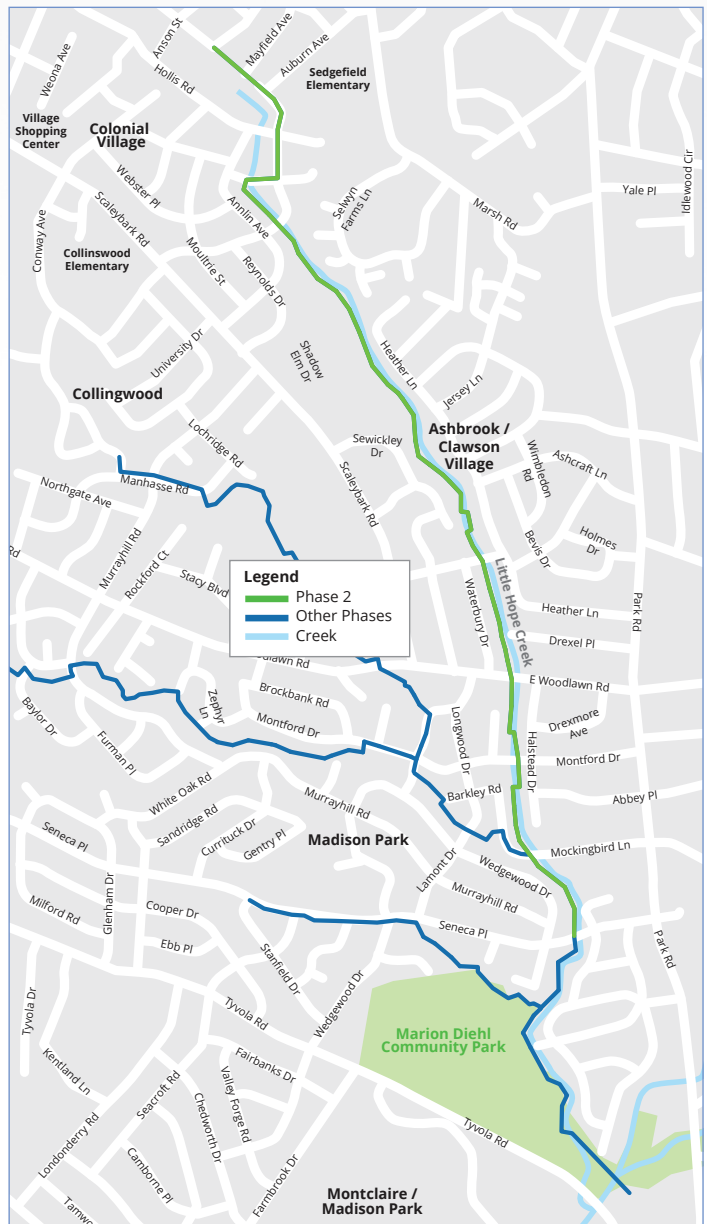 Anson St
Mayfield Ave
Auburn Ave
Weona Ave
Hollis Rd
Sedgefield
Elementary
Village
Shopping
Center
Colonial
Village
Idlewood Cir
Yale Pl
Webster Pl
Selwyn
Farms Ln
Marsh Rd
Scaleybark Rd
Annlin Ave
Conway Ave
Collinswood
Elementary
Moultrie St
Reynolds Dr
University Dr
Shadow
Elm Dr
Heather Ln
Jersey Ln
Collingwood
Lochridge Rd
Ashbrook /
Clawson
Village
Sewickley
Dr
Wimbledon
Rd
Ashcraft Ln
Scaleybark Rd
Manhasse Rd
Northgate Ave
Murrayhill Rd
Rockford Ct
Rd
Stacy Blvd
Bevis Dr
Holmes
Dr
Little Hope Creek
Waterbury Dr
Park Rd
Heather Ln
Drexel Pl
Legend
Phase 2
Other Phases
Creek
dlawn Rd
E Woodlawn Rd
Baylor Dr
Zephyr
Ln
Brockbank Rd
Montford Dr
Furman Pl
Longwood Dr
Halstead Dr
Drexmore
Ave
Montford Dr
White Oak Rd
Murrayhill Rd
Barkley Rd
Abbey Pl
Sandridge Rd
Currituck Dr
Gentry Pl
Seneca Pl
Madison Park
Mockingbird Ln
Lamont Dr
Wedgewood Dr
Murrayhill Rd
Glenham Dr
Milford Rd
Cooper Dr
Ebb Pl
Seneca Pl
Park Rd
Stanfield Dr
Wedgewood Dr
Tyvola Dr
Tyvola Rd
Marion Diehl
Community Park
Kentland Ln
Fairbanks Dr
Seacroft Rd
Valley Forge Rd
Chedworth Dr
Tyvola Rd
Londonderry Rd
Camborne Pl
Farmbrook Dr
Tamw
Montclaire /
Madison Park